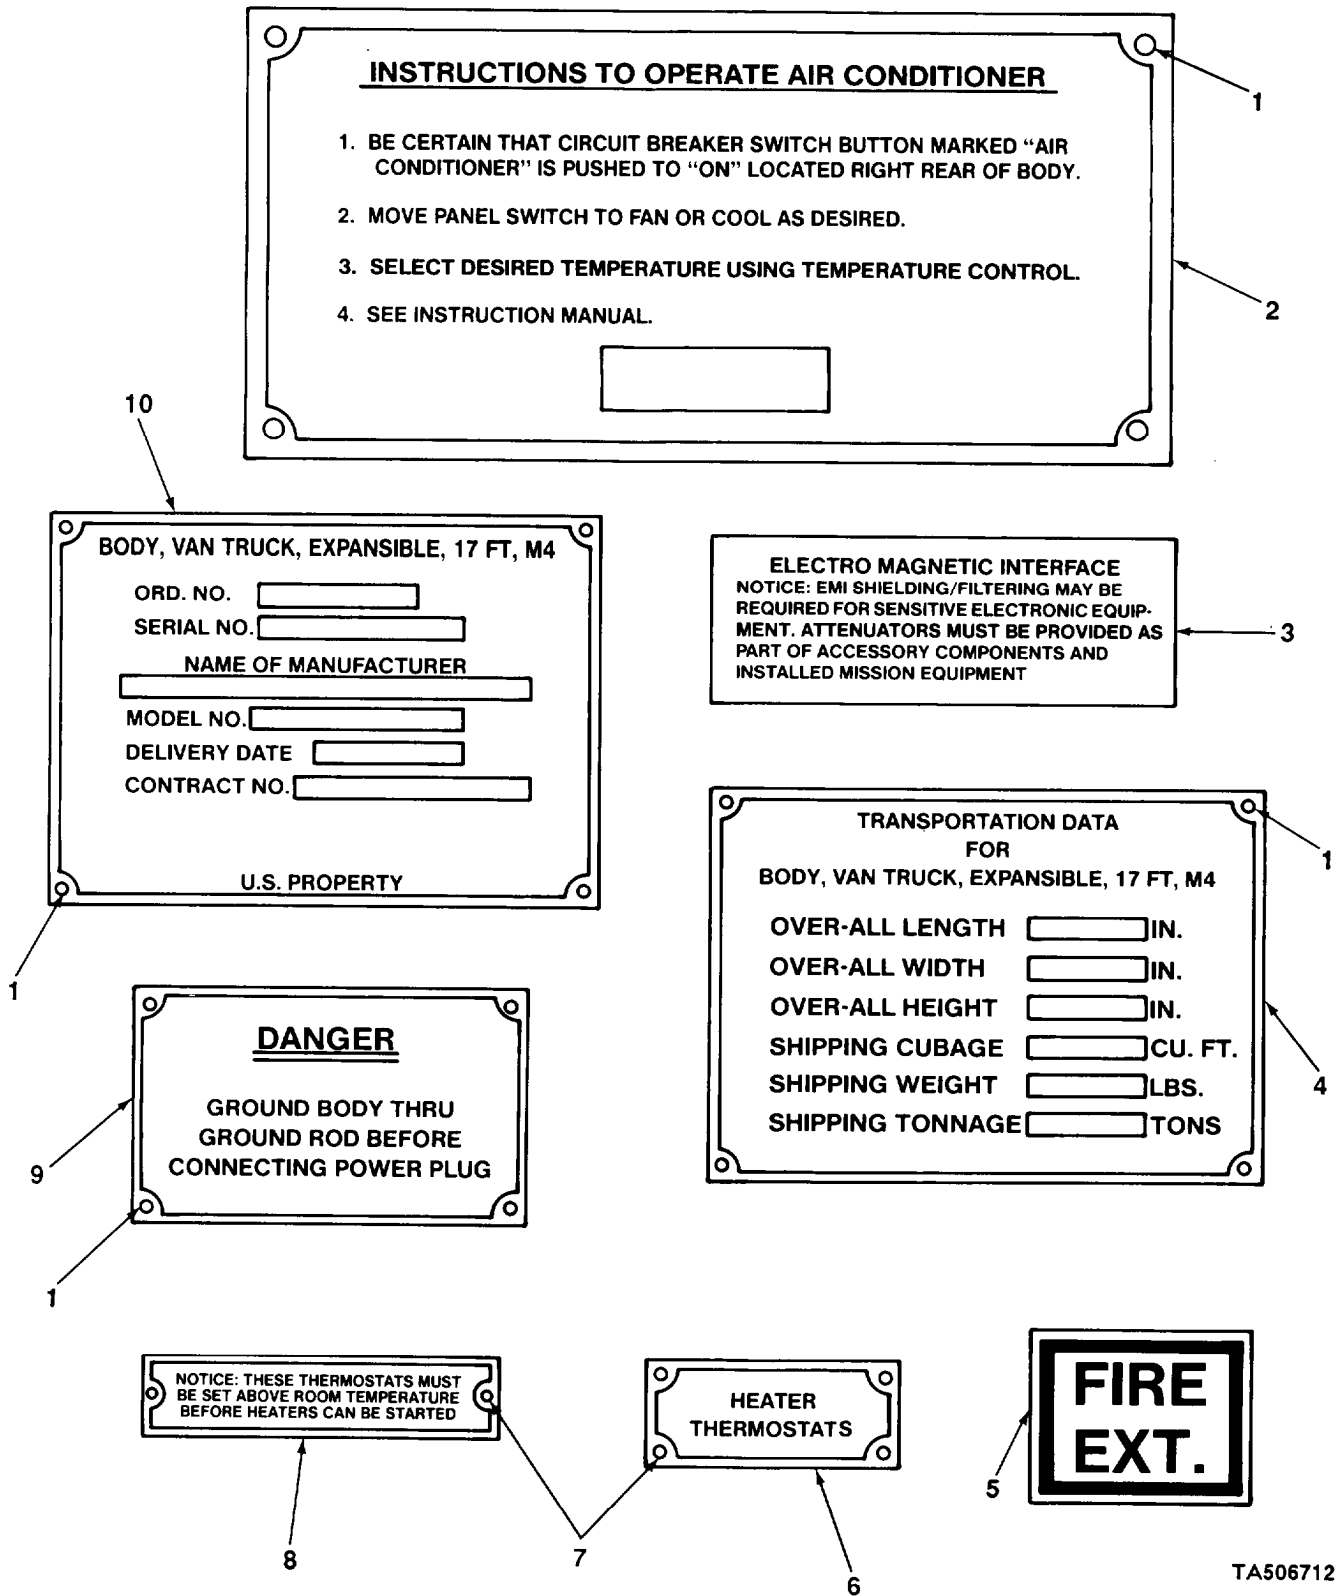 INSTRUCTIONS TO OPERATE AIR CONDITIONER
1
1. BE CERTAIN THAT CIRCUIT BREAKER SWITCH BUTTON MARKED “AIR
CONDITIONER” IS PUSHED TO “ON” LOCATED RIGHT REAR OF BODY.
2. MOVE PANEL SWITCH TO FAN OR COOL AS DESIRED.
3. SELECT DESIRED TEMPERATURE USING TEMPERATURE CONTROL.
2
4. SEE INSTRUCTION MANUAL.
10
BODY, VAN TRUCK, EXPANSIBLE, 17 FT, M4
ORD. NO.
SERIAL NO.
NAME OF MANUFACTURER
MODEL NO.
DELIVERY DATE
CONTRACT NO.
U.S. PROPERTY
1
ELECTRO MAGNETIC INTERFACE
NOTICE: EMI SHIELDING/FILTERING MAY BE
REQUIRED FOR SENSITIVE ELECTRONIC EQUIP-
MENT. ATTENUATORS MUST BE PROVIDED AS
PART OF ACCESSORY COMPONENTS AND
INSTALLED MISSION EQUIPMENT
3
TRANSPORTATION DATA
FOR
BODY, VAN TRUCK, EXPANSIBLE, 17 FT, M4
1
OVER-ALL LENGTH IN.
OVER-ALL WIDTH IN.
OVER-ALL HEIGHT IN.
SHIPPING CUBAGE CU. FT.
SHIPPING WEIGHT LBS.
SHIPPING TONNAGE TONS
4
DANGER
GROUND BODY THRU
GROUND ROD BEFORE
CONNECTING POWER PLUG
9
1
NOTICE: THESE THERMOSTATS MUST
BE SET ABOVE ROOM TEMPERATURE
BEFORE HEATERS CAN BE STARTED
8
7
HEATER
THERMOSTATS
6
FIRE
EXT.
5
TA506712